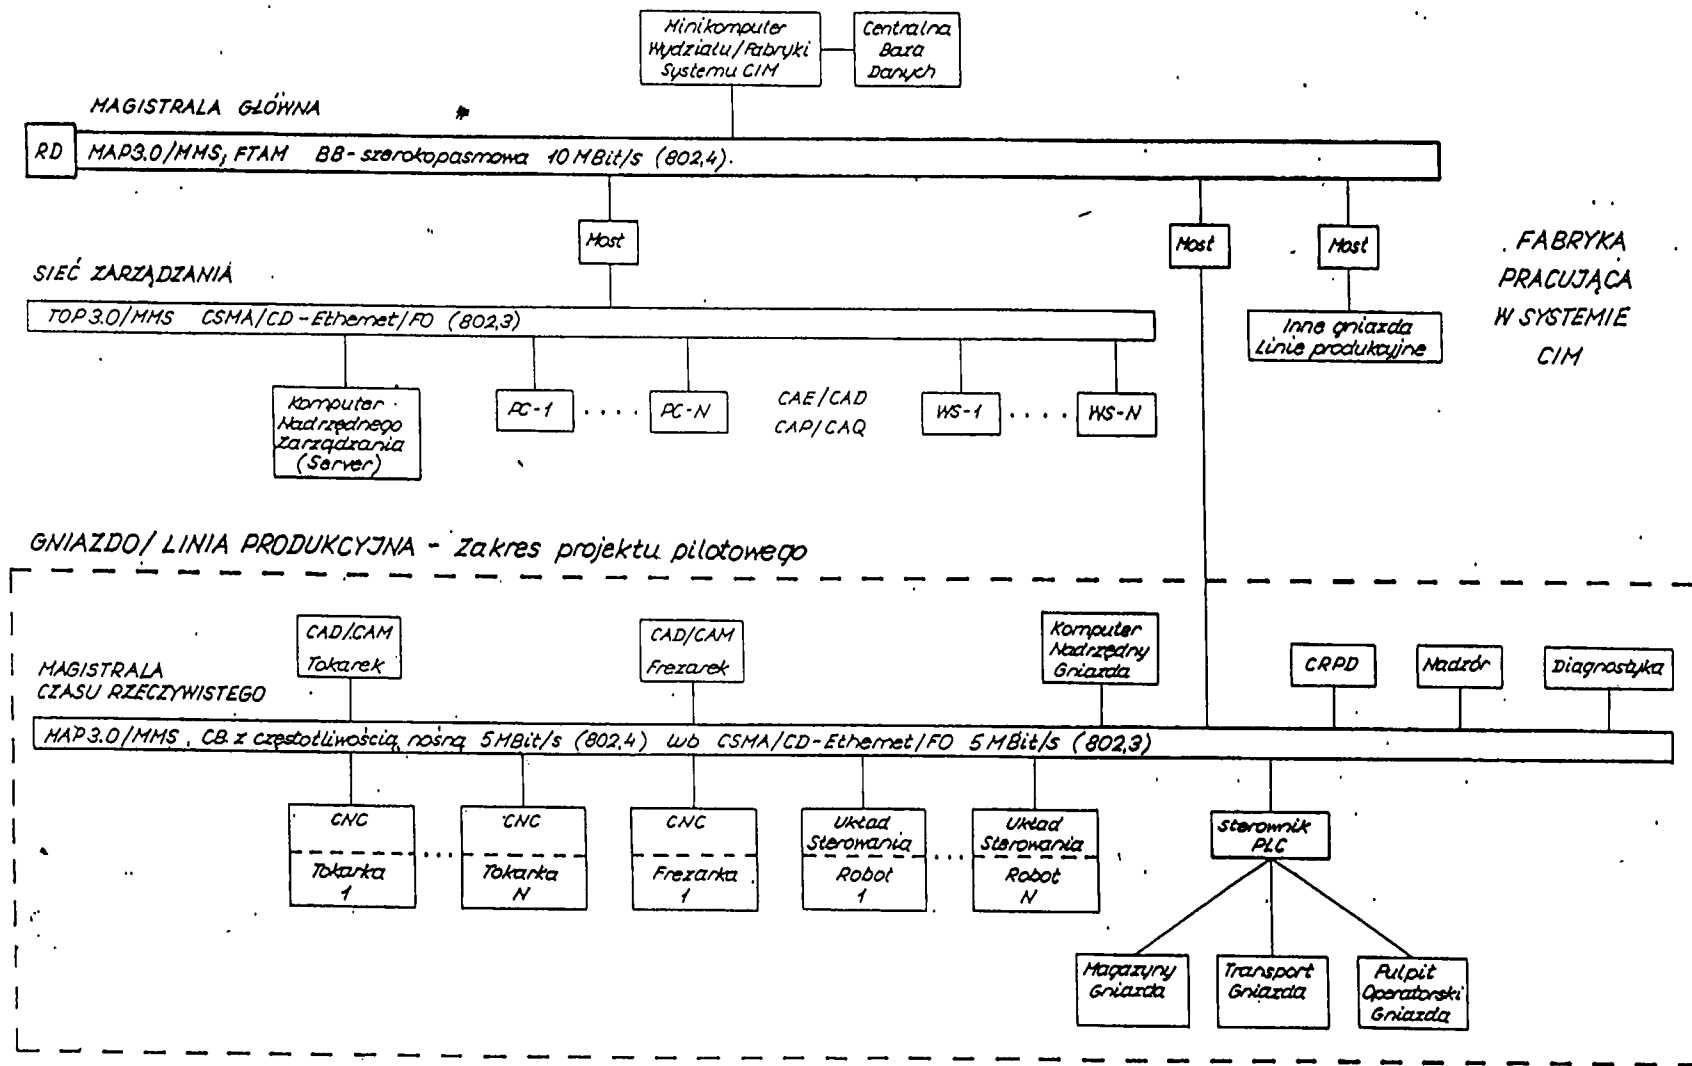 Minikomputer
Wydziału/Fabryki
Systemu CIM
Centralna
Baza
Danych
MAGISTRALA GŁÓWNA
RD
MAP3.0/MMS, FTAM BB-szerokopasmowa 10 MBit/s (802,4).
Most
Most
Most
FABRYKA
PRACUJĄCA
W SYSTEMIE
CIM
SIEĆ ZARZĄDZANIA
TOP 3.0/MMS CSMA/CD-Ethernet/FO (802,3)
Inne gniazda
Linie produkcyjne
Komputer
Nadrzędnego
Zarządzania
(Server)
PC-1
....
PC-N
CAE/CAD
CAP/CAQ
WS-1
....
WS-N
GNIAZDO/LINIA PRODUKCYJNA - Zakres projektu pilotowego
CAD/CAM
Tokarek
CAD/CAM
Frezarek
Komputer
Nadrzędny
Gniazda
CRPD
Nadzór
Diagnostyka
MAGISTRALA
CZASU RZECZYWISTEGO
MAP3.0/MMS, CB z częstotliwością nośną 5MBit/s (802,4) lub CSMA/CD-Ethernet/FO 5 MBit/s (802,3)
CNC
Tokarka
1
...
CNC
Tokarka
N
CNC
Frezarka
1
Układ
Sterowania
Robot
1
...
Układ
Sterowania
Robot
N
Sterownik
PLC
Magazyny
Gniazda
Transport
Gniazda
Pulpit
Operatorski
Gniazda